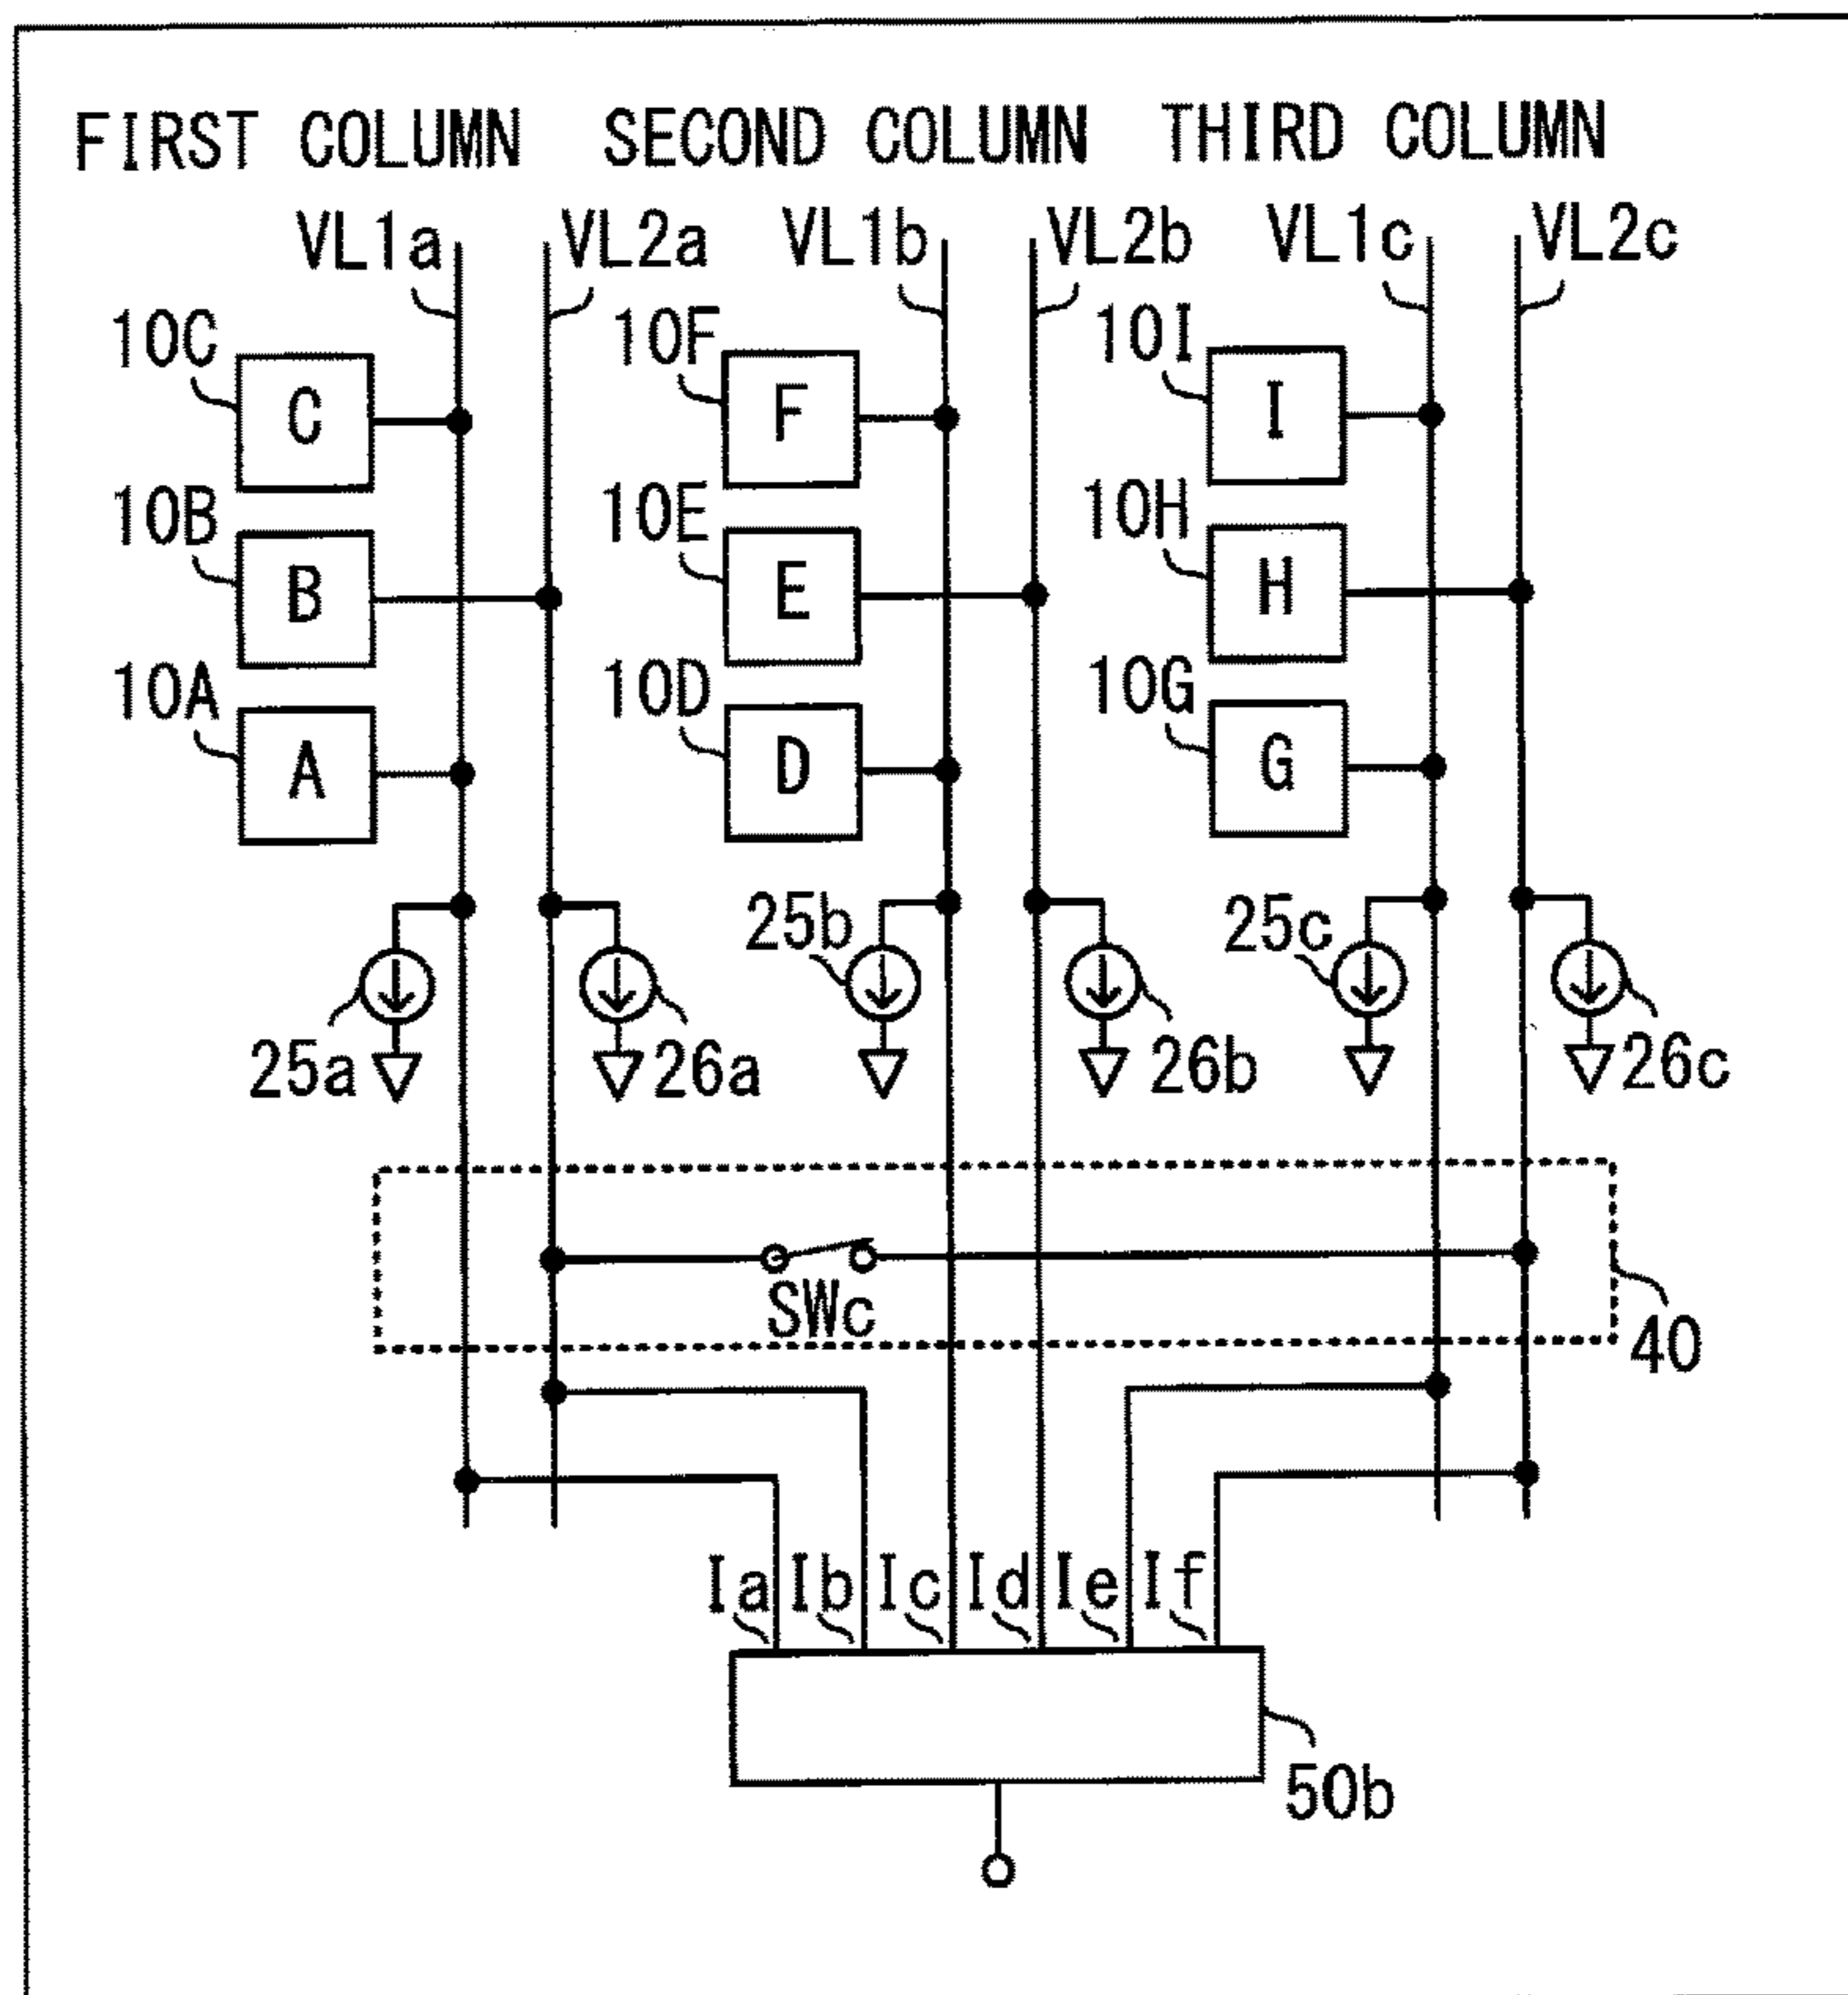 FIRST COLUMN SECOND COLUMN THIRD COLUMN
VL1a VL2a VL1b VL2b VL1c VL2c
10C C 10F F 10I I
10B B 10E E 10H H
10A A 10D D 10G G
25b 25c
25a 26a 26b 26c
SWc
40
Ia Ib Ic Id Ie If
50b